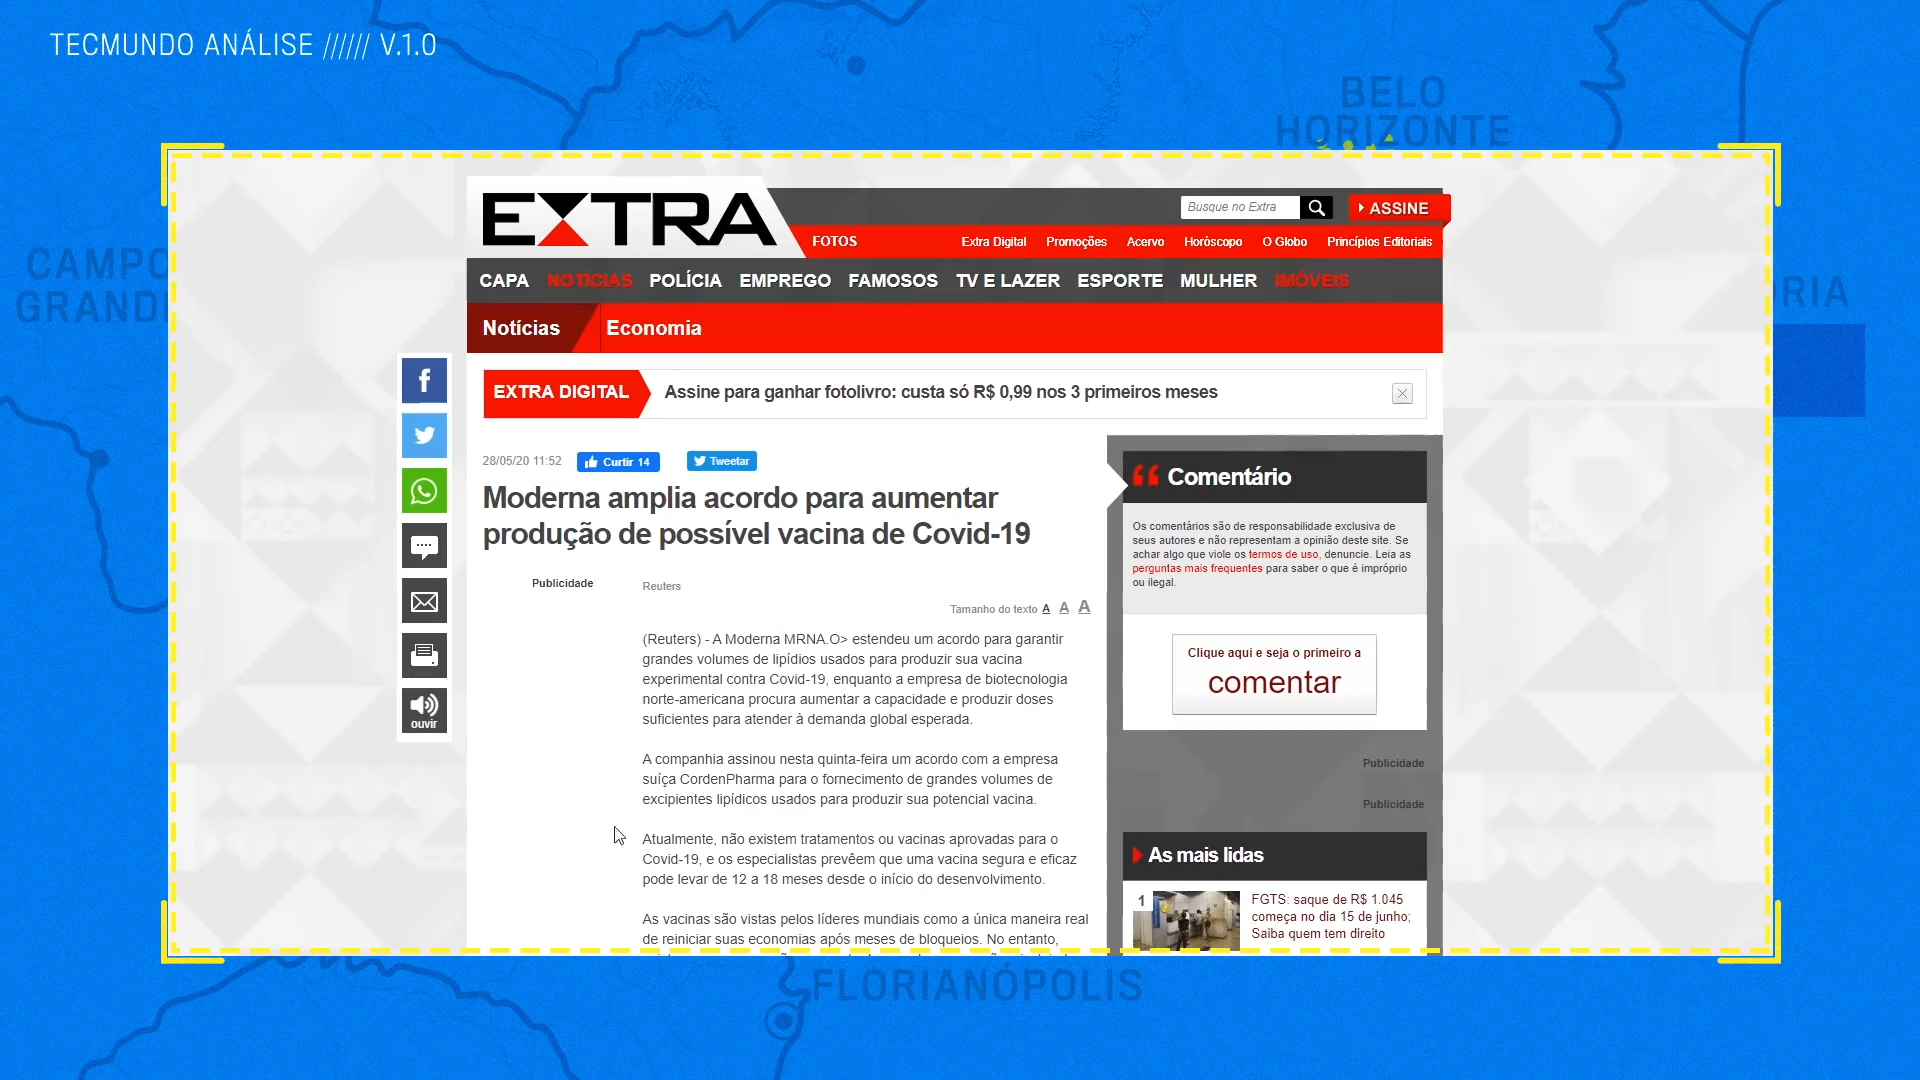 TECMUNDO ANÁLISE ////// V.1.0
BELO
HORIZONTE
CAMPO
GRANDE
RIA
EXTRA
Busque no Extra
ASSINE
FOTOS
Extra Digital Promoções Acervo Horóscopo O Globo Princípios Editoriais
CAPA NOTÍCIAS POLÍCIA EMPREGO FAMOSOS TV E LAZER ESPORTE MULHER IMÓVEIS
Notícias Economia
EXTRA DIGITAL Assine para ganhar fotolivro: custa só R$ 0,99 nos 3 primeiros meses
28/05/20 11:52 Curtir 14 Tweetar
Moderna amplia acordo para aumentar
produção de possível vacina de Covid-19
Publicidade
Reuters
Tamanho do texto A A A
(Reuters) - A Moderna MRNA.O> estendeu um acordo para garantir
grandes volumes de lipídios usados para produzir sua vacina
experimental contra Covid-19, enquanto a empresa de biotecnologia
norte-americana procura aumentar a capacidade e produzir doses
suficientes para atender à demanda global esperada.
A companhia assinou nesta quinta-feira um acordo com a empresa
suíça CordenPharma para o fornecimento de grandes volumes de
excipientes lipídicos usados para produzir sua potencial vacina.
Atualmente, não existem tratamentos ou vacinas aprovadas para o
Covid-19, e os especialistas prevêem que uma vacina segura e eficaz
pode levar de 12 a 18 meses desde o início do desenvolvimento.
As vacinas são vistas pelos líderes mundiais como a única maneira real
de reiniciar suas economias após meses de bloqueios. No entanto,
ouvir
Comentário
Os comentários são de responsabilidade exclusiva de
seus autores e não representam a opinião deste site. Se
achar algo que viole os termos de uso, denuncie. Leia as
perguntas mais frequentes para saber o que é impróprio
ou ilegal.
Clique aqui e seja o primeiro a
comentar
Publicidade
Publicidade
As mais lidas
1
FGTS: saque de R$ 1.045
começa no dia 15 de junho;
Saiba quem tem direito
FLORIANÓPOLIS